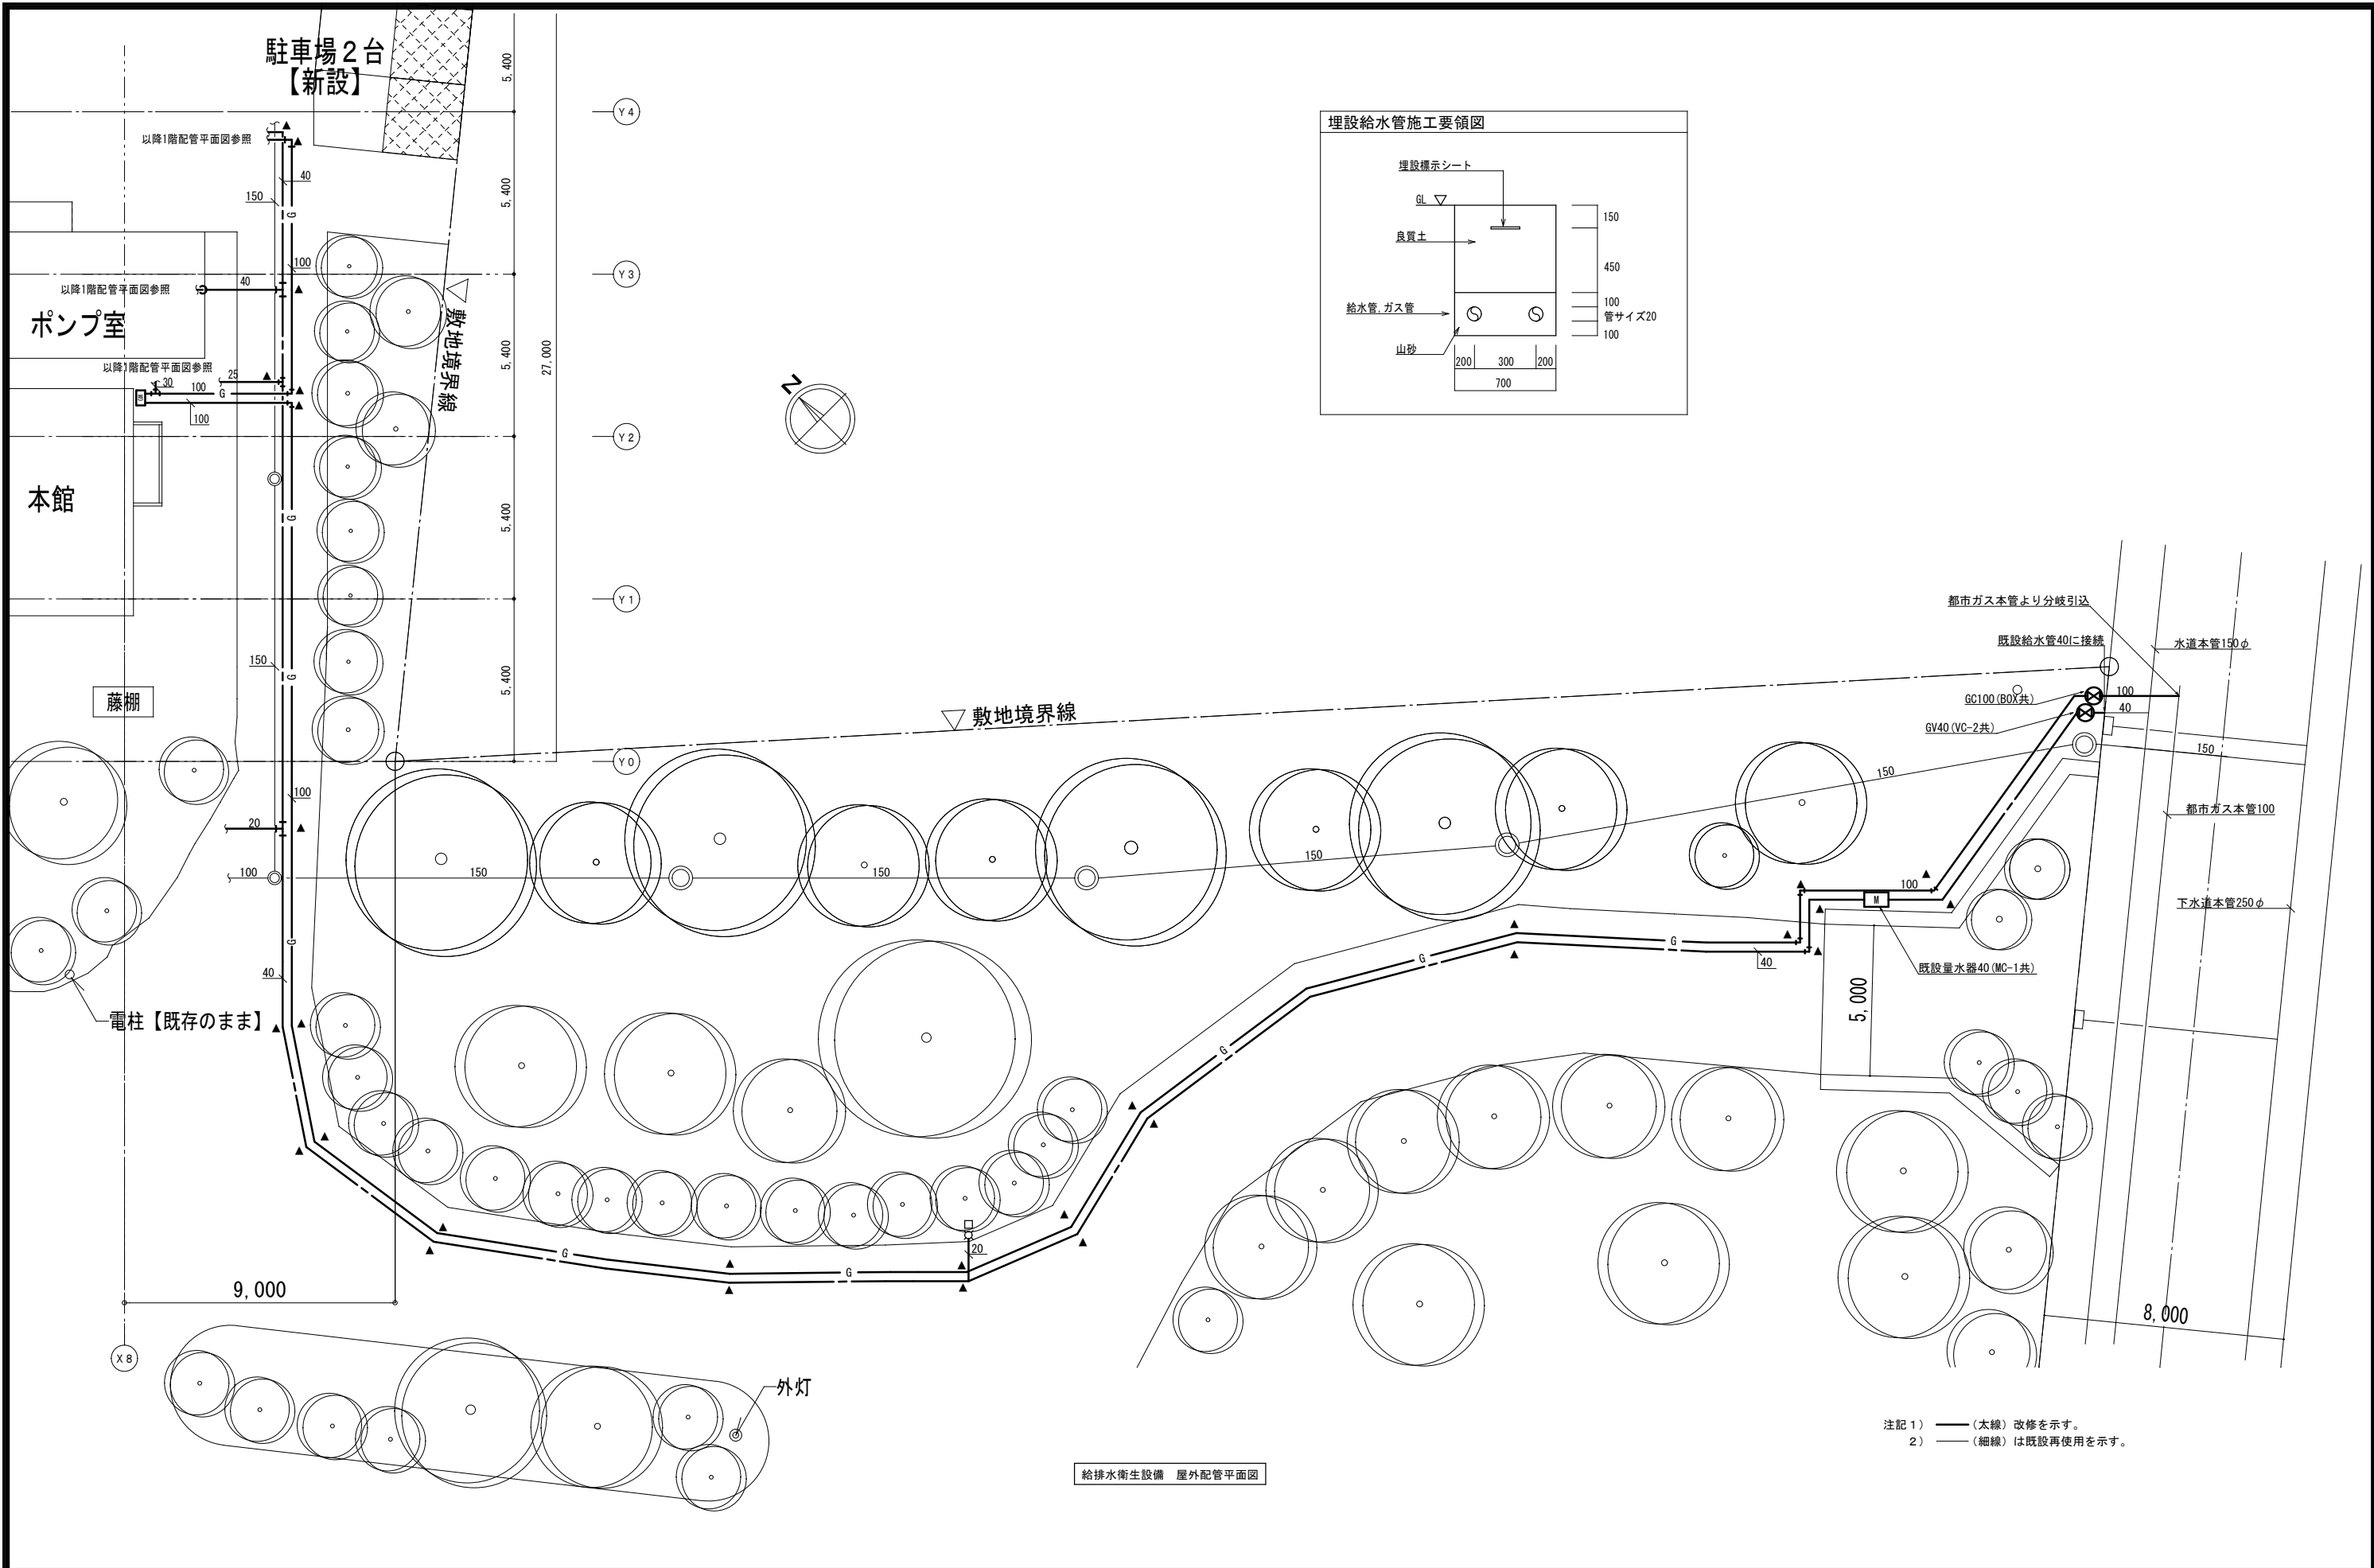 駐車場2台
【新設】
5,400
Y4
以降1階配管平面図参照
40
150
G
5,400
27,000
100
Y3
以降1階配管平面図参照
40
ポンプ室
敷地境界線
以降1階配管平面図参照
25
30
100
G
100
5,400
Y2
本館
G
5,400
Y1
150
G
5,400
藤棚
Y0
100
20
100
G
40
電柱【既存のまま】
9,000
X8
外灯
N
埋設給水管施工要領図
埋設標示シート
GL
良質土
給水管,ガス管
山砂
150
450
100
管サイズ20
100
200
300
200
700
敷地境界線
150
150
150
150
G
G
20
G
G
G
40
100
M
既設量水器40(MC-1共)
5,000
都市ガス本管より分岐引込
既設給水管40に接続
水道本管150φ
GC100(BOX共)
100
GV40(VC-2共)
40
150
都市ガス本管100
下水道本管250φ
8,000
注記1) (太線)改修を示す。
2) (細線)は既設再使用を示す。
給排水衛生設備 屋外配管平面図